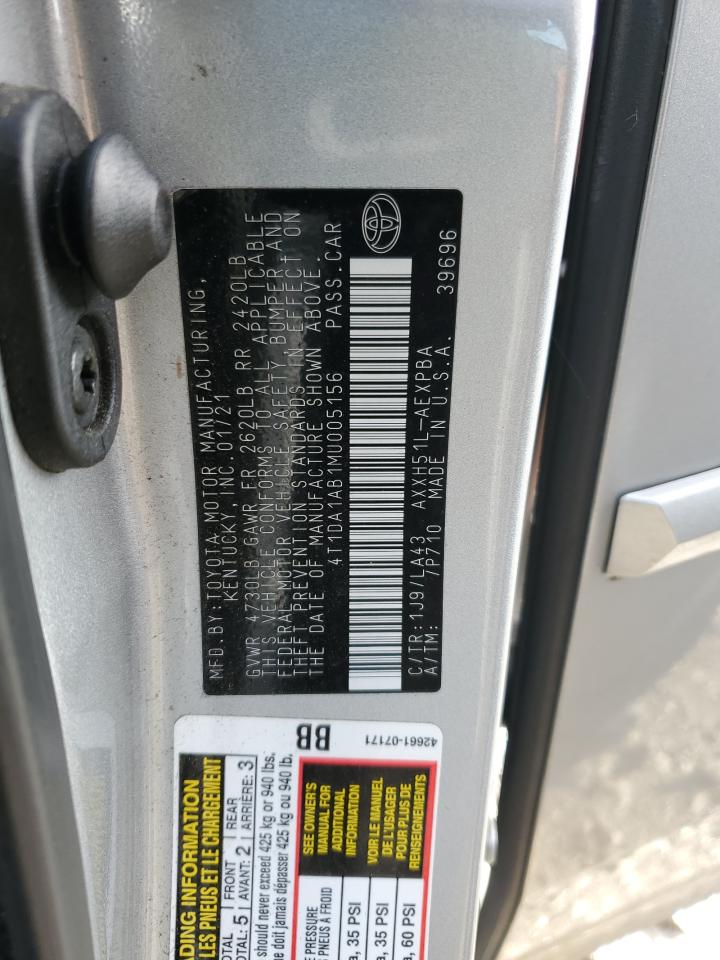 MFD.BY:TOYOTA MOTOR MANUFACTURING,
KENTUCKY, INC. 01/21
GVWR 4730LB GAWR FR 2620LB RR 2420LB
THIS VEHICLE CONFORMS TO ALL APPLICABLE
FEDERAL MOTOR VEHICLE SAFETY BUMPER AND
THEFT PREVENTION STANDARDS IN EFFECT ON
THE DATE OF MANUFACTURE SHOWN ABOVE.
4T1DA1AB1MU005156 PASS.CAR
C/TR:1J9/LA43 AXXH51L-AEXPBA 39696
A/TM: 7P710 MADE IN U.S.A.
LES PNEUS ET LE CHARGEMENT
FRONT REAR
5 AVANT: 2 ARRIÈRE: 3
should never exceed 425 kg or 940 lbs.
ne doit jamais dépasser 425 kg ou 940 lb.
BB
42661-07171
SEE OWNER'S
MANUAL FOR
ADDITIONAL
INFORMATION
VOIR LE MANUEL
DE L'USAGER
POUR PLUS DE
RENSEIGNEMENTS
PRESSURE
PNEUS À FROID
35 PSI
35 PSI
60 PSI